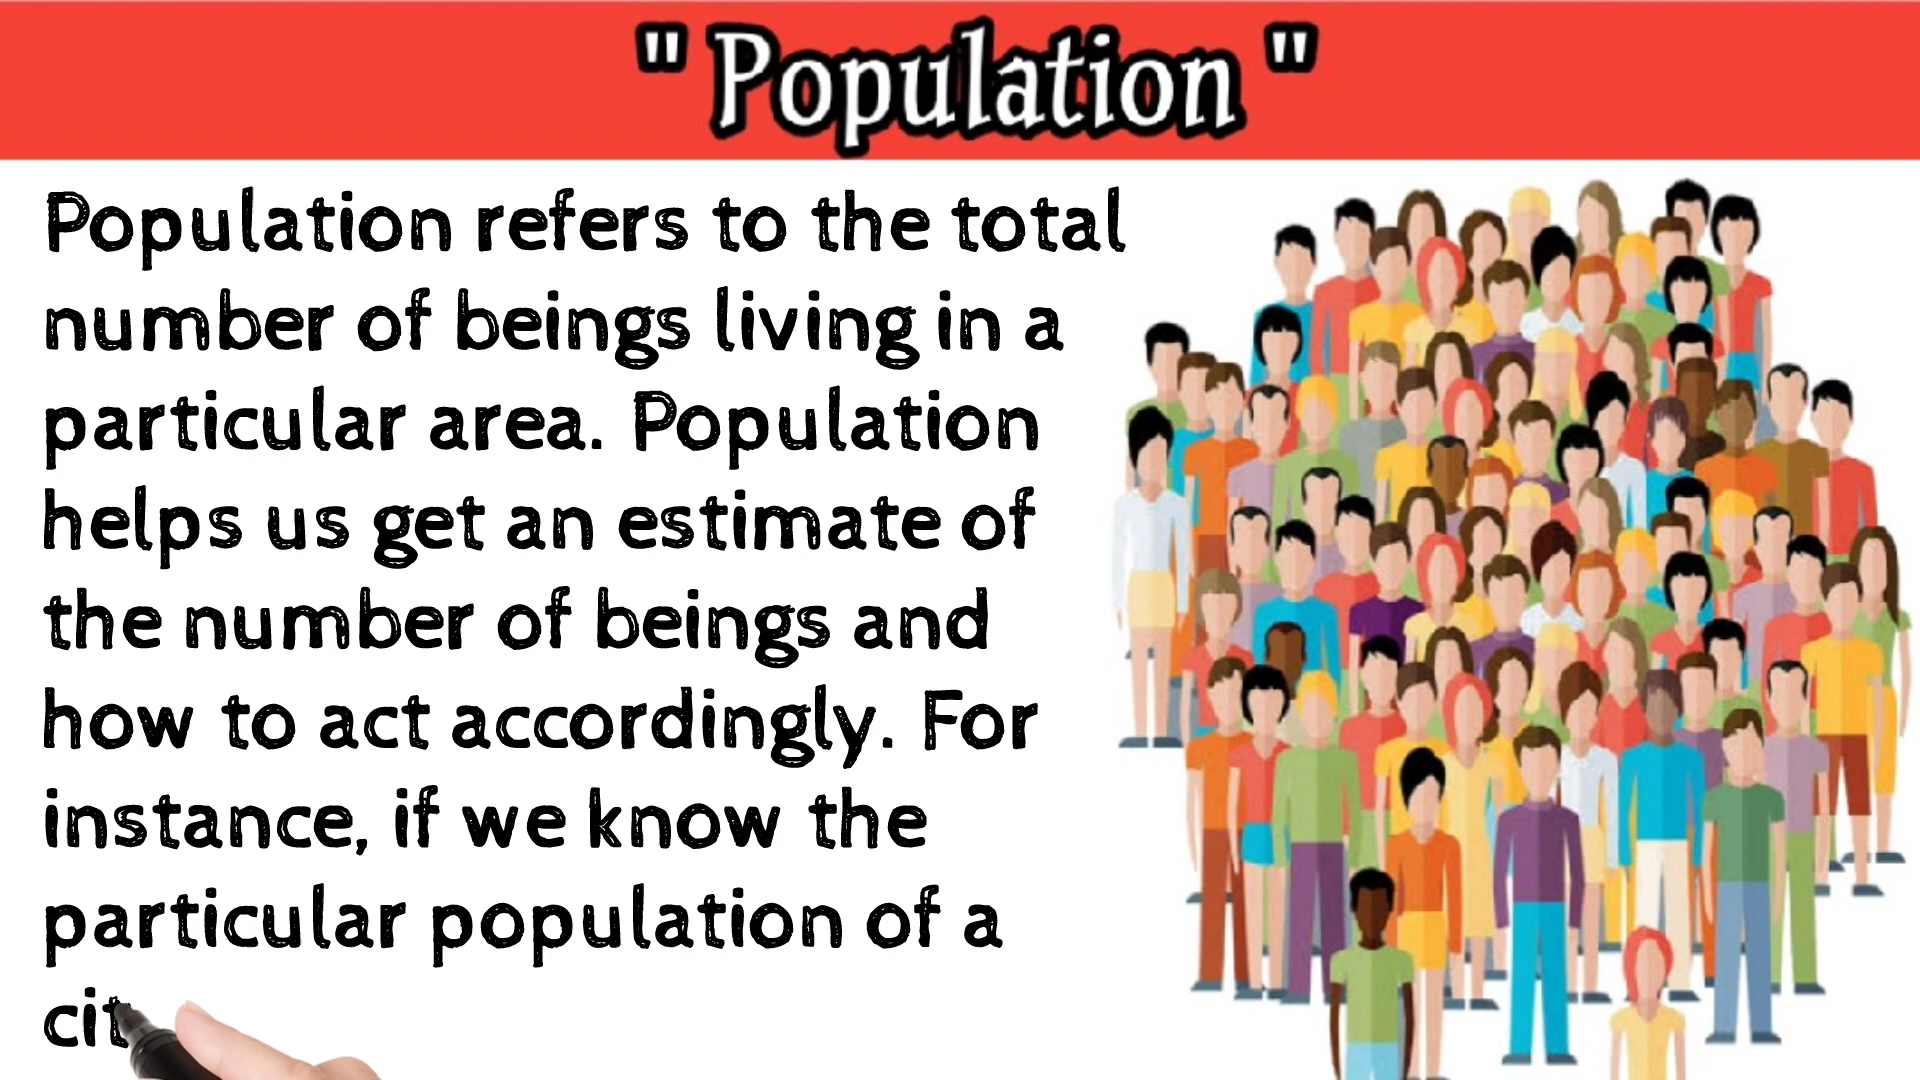 " Population "
Population refers to the total
number of beings living in a
particular area. Population
helps us get an estimate of
the number of beings and
how to act accordingly. For
instance, if we know the
particular population of a
cit